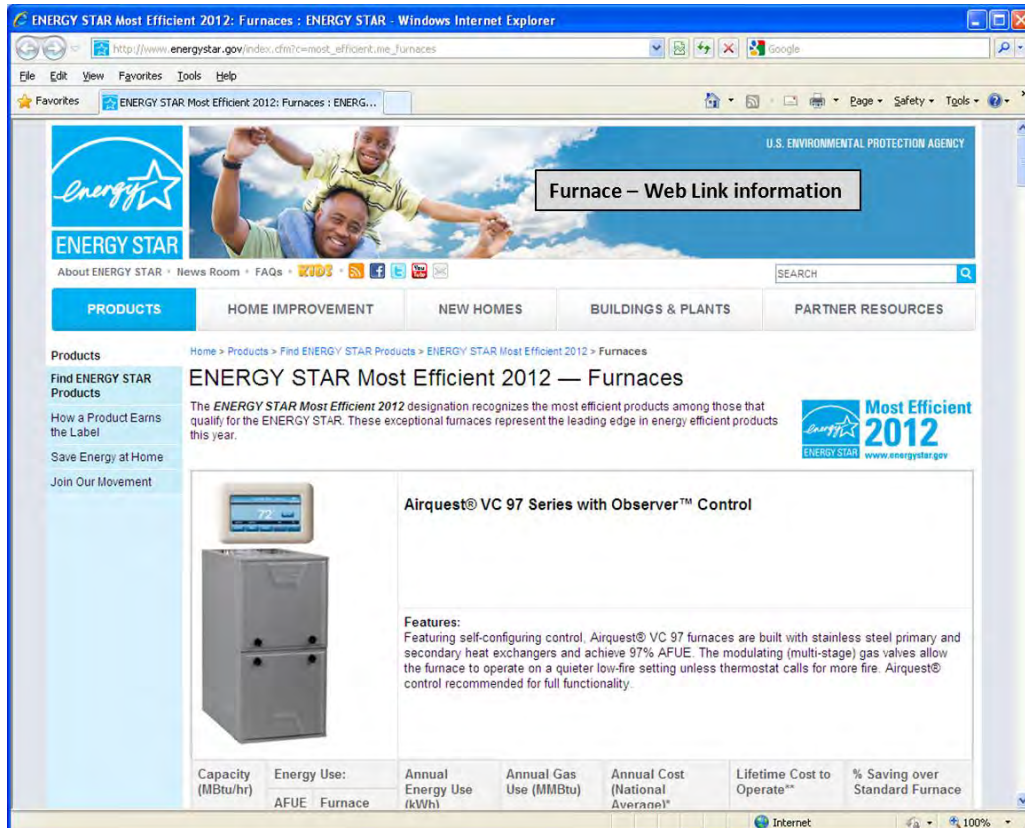 ENERGY STAR Most Efficient 2012: Furnaces : ENERGY STAR - Windows Internet Explorer
http://www.energystar.gov/index.cfm?c=most_efficient.me_furnaces
Google
File Edit View Favorites Tools Help
Favorites
ENERGY STAR Most Efficient 2012: Furnaces : ENERG...
Page Safety Tools
U.S. ENVIRONMENTAL PROTECTION AGENCY
Furnace – Web Link information
energy
ENERGY STAR
About ENERGY STAR • News Room • FAQs • KIDS
You Tube
SEARCH
PRODUCTS HOME IMPROVEMENT NEW HOMES BUILDINGS & PLANTS PARTNER RESOURCES
Products
Find ENERGY STAR
Products
How a Product Earns
the Label
Save Energy at Home
Join Our Movement
Home > Products > Find ENERGY STAR Products > ENERGY STAR Most Efficient 2012 > Furnaces
ENERGY STAR Most Efficient 2012 — Furnaces
The ENERGY STAR Most Efficient 2012 designation recognizes the most efficient products among those that
qualify for the ENERGY STAR. These exceptional furnaces represent the leading edge in energy efficient products
this year.
energy
ENERGY STAR
Most Efficient
2012
www.energystar.gov
72°
Airquest® VC 97 Series with Observer™ Control
Features:
Featuring self-configuring control, Airquest® VC 97 furnaces are built with stainless steel primary and
secondary heat exchangers and achieve 97% AFUE. The modulating (multi-stage) gas valves allow
the furnace to operate on a quieter low-fire setting unless thermostat calls for more fire. Airquest®
control recommended for full functionality.
Capacity Energy Use: Annual Annual Gas Annual Cost Lifetime Cost to % Saving over
(MBtu/hr) Energy Use Use (MMBtu) (National Operate** Standard Furnace
AFUE Furnace (kWh) Average)*
Internet
100%